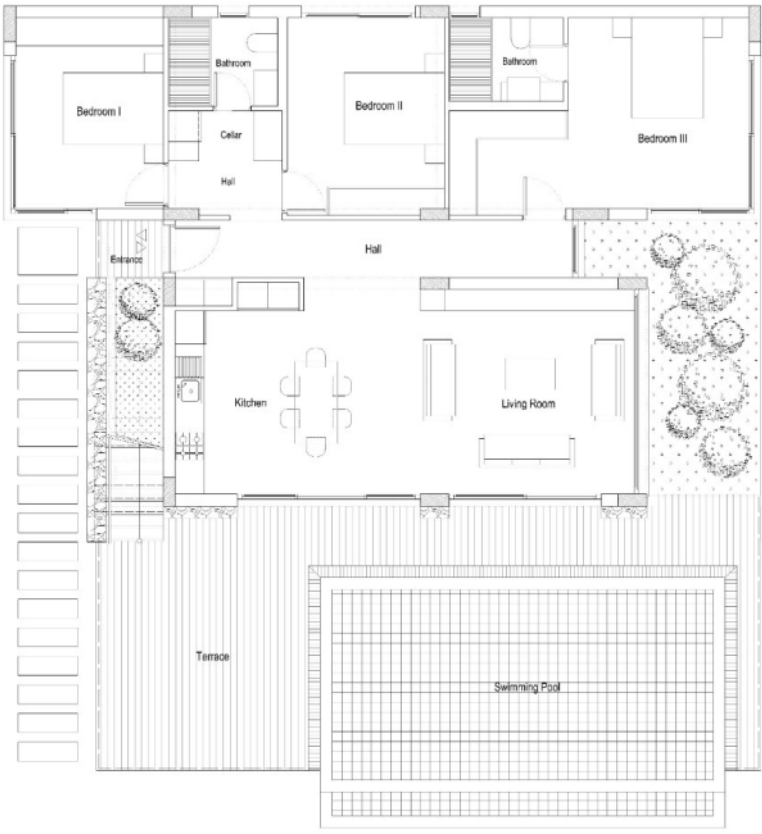 Bathroom
Bathroom
Bedroom I
Bedroom II
Cellar
Bedroom III
Hall
Hall
Entrance
Kitchen
Living Room
Terrace
Swimming Pool